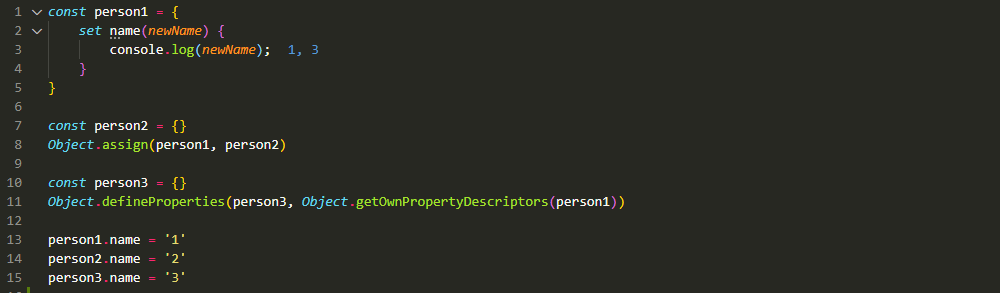 1 const person1 = {
2     set name(newName) {
3         console.log(newName);  1, 3
4     }
5 }
6
7 const person2 = {}
8 Object.assign(person1, person2)
9
10 const person3 = {}
11 Object.defineProperties(person3, Object.getOwnPropertyDescriptors(person1))
12
13 person1.name = '1'
14 person2.name = '2'
15 person3.name = '3'